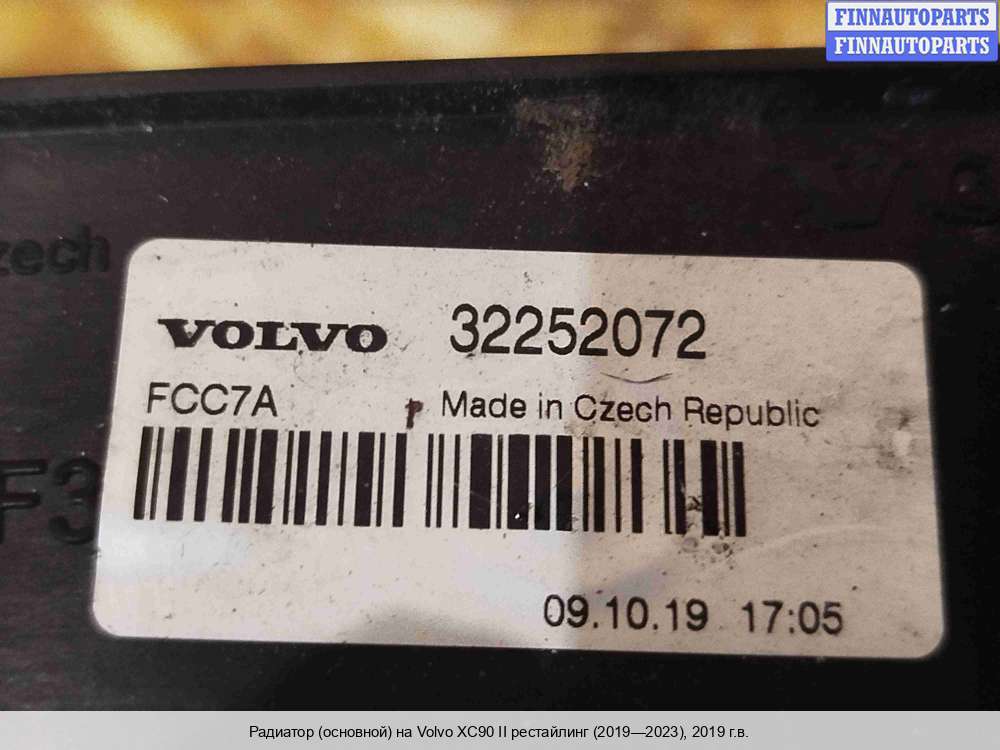 FINNAUTOPARTS
FINNAUTOPARTS
zech
VOLVO 32252072
FCC7A Made in Czech Republic
F3
09.10.19 17:05
Радиатор (основной) на Volvo XC90 II рестайлинг (2019—2023), 2019 г.в.